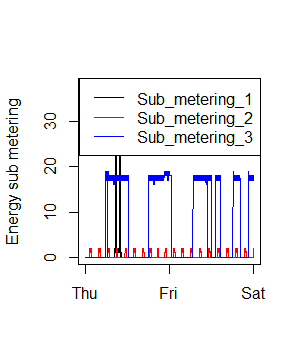 Sub_metering_1
Sub_metering_2
Sub_metering_3
Energy sub metering
30
20
10
0
Thu Fri Sat